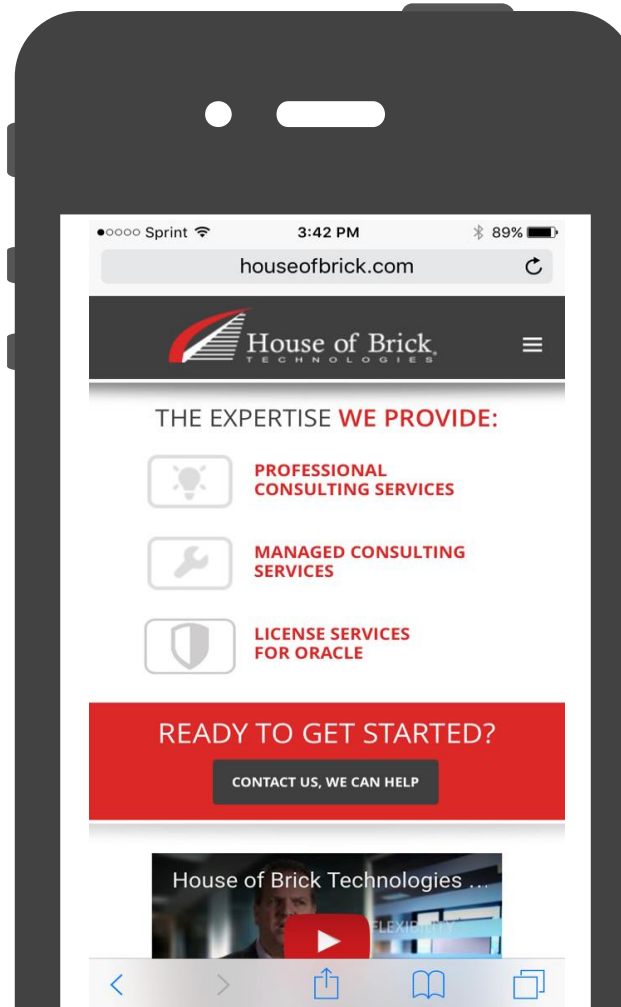 Sprint
3:42 PM
89%
houseofbrick.com
House of Brick®
TECHNOLOGIES
THE EXPERTISE WE PROVIDE:
PROFESSIONAL
CONSULTING SERVICES
MANAGED CONSULTING
SERVICES
LICENSE SERVICES
FOR ORACLE
READY TO GET STARTED?
CONTACT US, WE CAN HELP
House of Brick Technologies ...
FLEXIBILITY